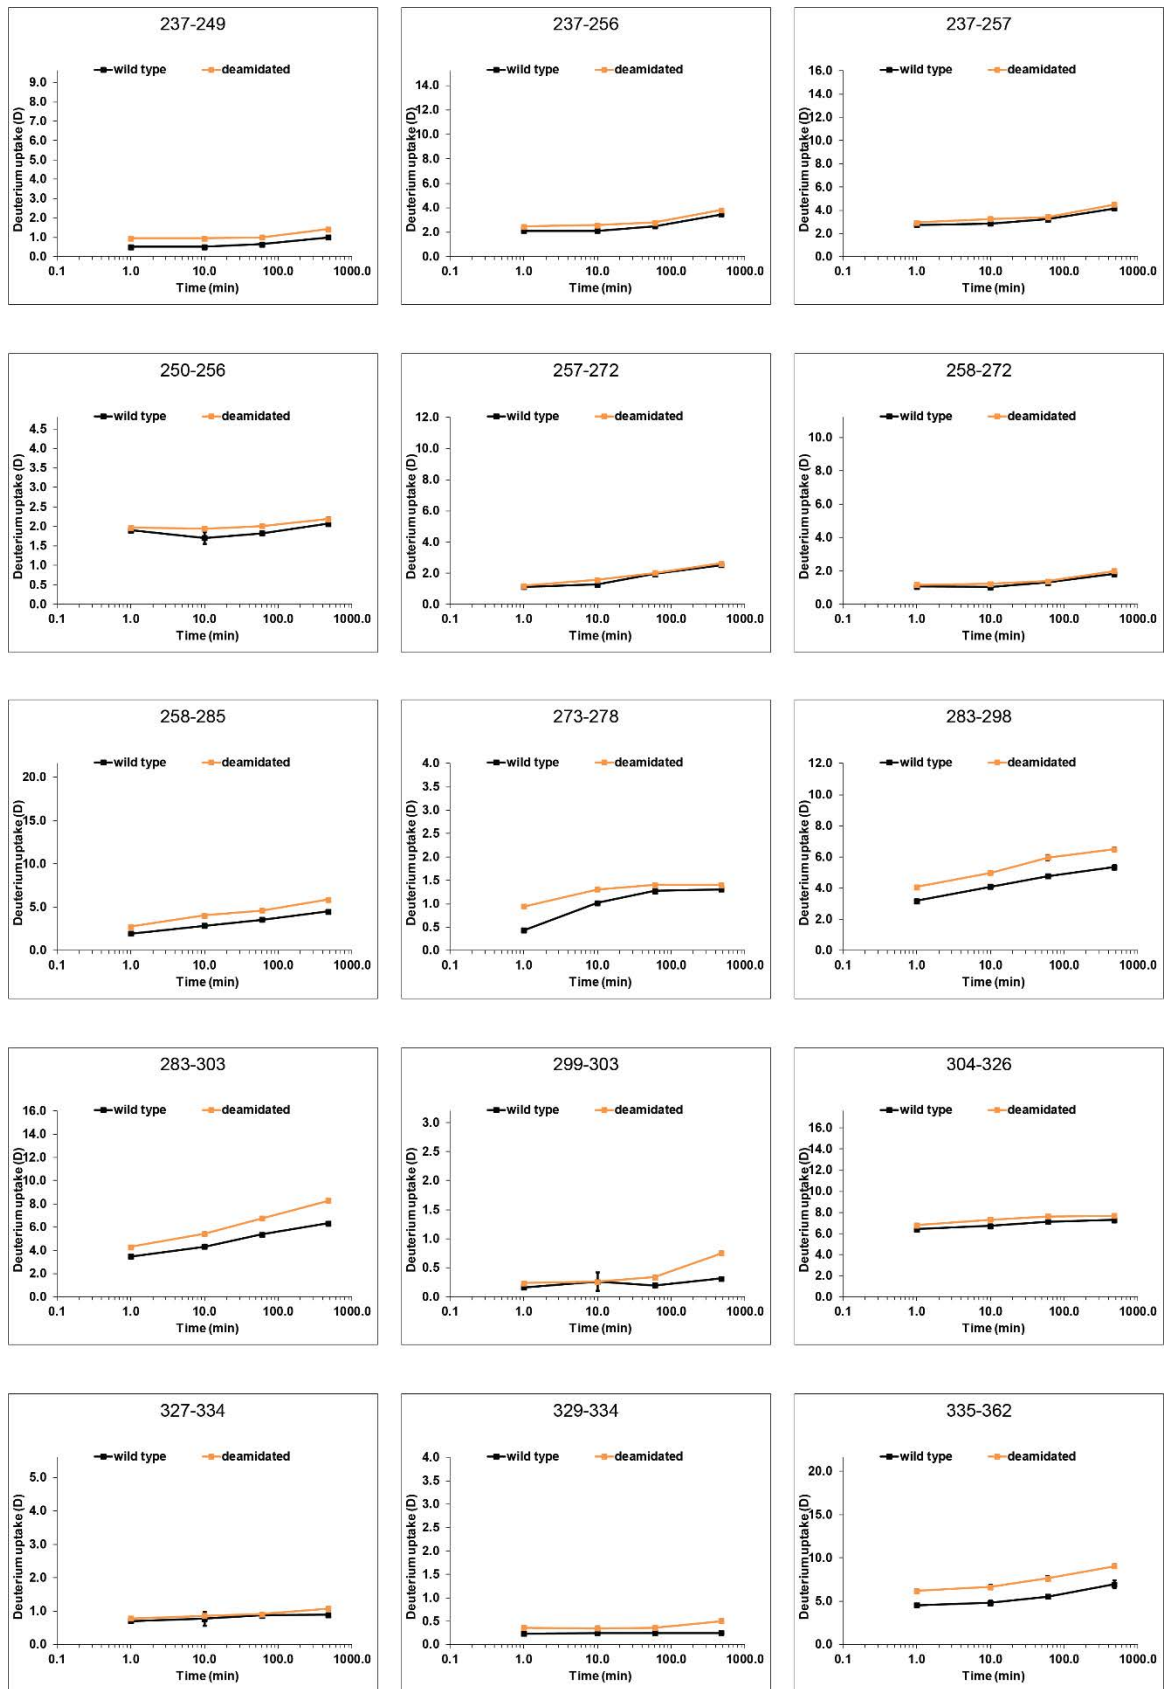 237-249
wild type deamidated
Deuterium uptake (D)
9.0
8.0
7.0
6.0
5.0
4.0
3.0
2.0
1.0
0.0
0.1 1.0 10.0 100.0 1000.0
Time (min)
237-256
wild type deamidated
Deuterium uptake (D)
14.0
12.0
10.0
8.0
6.0
4.0
2.0
0.0
0.1 1.0 10.0 100.0 1000.0
Time (min)
237-257
wild type deamidated
Deuterium uptake (D)
16.0
14.0
12.0
10.0
8.0
6.0
4.0
2.0
0.0
0.1 1.0 10.0 100.0 1000.0
Time (min)
250-256
wild type deamidated
Deuterium uptake (D)
4.5
4.0
3.5
3.0
2.5
2.0
1.5
1.0
0.5
0.0
0.1 1.0 10.0 100.0 1000.0
Time (min)
257-272
wild type deamidated
Deuterium uptake (D)
12.0
10.0
8.0
6.0
4.0
2.0
0.0
0.1 1.0 10.0 100.0 1000.0
Time (min)
258-272
wild type deamidated
Deuterium uptake (D)
10.0
8.0
6.0
4.0
2.0
0.0
0.1 1.0 10.0 100.0 1000.0
Time (min)
258-285
wild type deamidated
Deuterium uptake (D)
20.0
15.0
10.0
5.0
0.0
0.1 1.0 10.0 100.0 1000.0
Time (min)
273-278
wild type deamidated
Deuterium uptake (D)
4.0
3.5
3.0
2.5
2.0
1.5
1.0
0.5
0.0
0.1 1.0 10.0 100.0 1000.0
Time (min)
283-298
wild type deamidated
Deuterium uptake (D)
12.0
10.0
8.0
6.0
4.0
2.0
0.0
0.1 1.0 10.0 100.0 1000.0
Time (min)
283-303
wild type deamidated
Deuterium uptake (D)
16.0
14.0
12.0
10.0
8.0
6.0
4.0
2.0
0.0
0.1 1.0 10.0 100.0 1000.0
Time (min)
299-303
wild type deamidated
Deuterium uptake (D)
3.0
2.5
2.0
1.5
1.0
0.5
0.0
0.1 1.0 10.0 100.0 1000.0
Time (min)
304-326
wild type deamidated
Deuterium uptake (D)
16.0
14.0
12.0
10.0
8.0
6.0
4.0
2.0
0.0
0.1 1.0 10.0 100.0 1000.0
Time (min)
327-334
wild type deamidated
Deuterium uptake (D)
5.0
4.0
3.0
2.0
1.0
0.0
0.1 1.0 10.0 100.0 1000.0
Time (min)
329-334
wild type deamidated
Deuterium uptake (D)
4.0
3.5
3.0
2.5
2.0
1.5
1.0
0.5
0.0
0.1 1.0 10.0 100.0 1000.0
Time (min)
335-362
wild type deamidated
Deuterium uptake (D)
20.0
15.0
10.0
5.0
0.0
0.1 1.0 10.0 100.0 1000.0
Time (min)